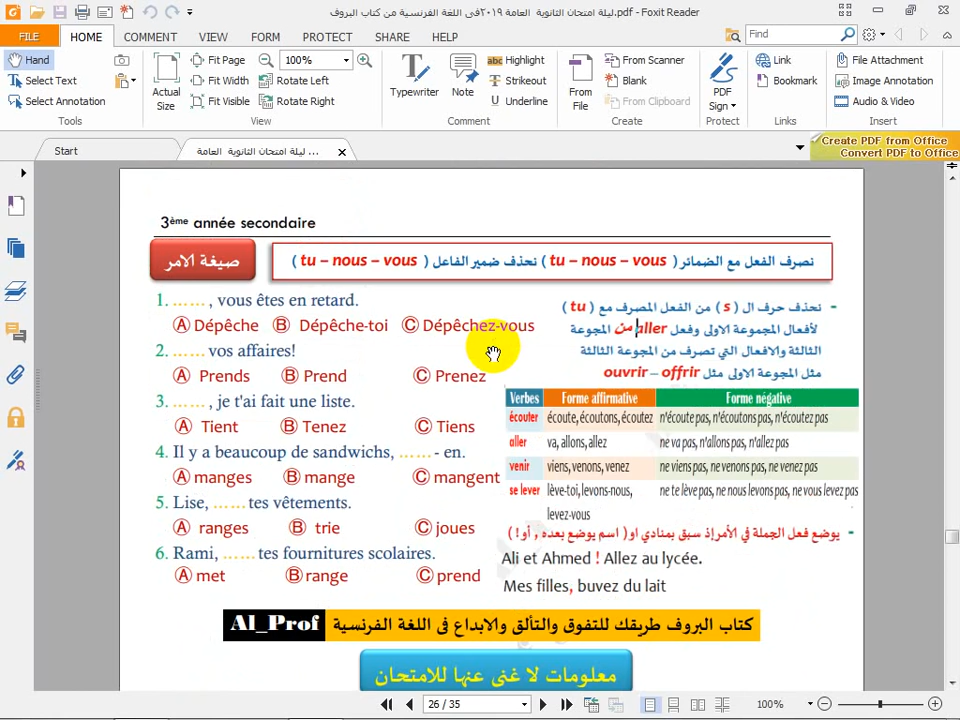 ليلة امتحان الثانوية العامة ٢٠١٩فى اللغة الفرنسية من كتاب البروف.pdf - Foxit Reader
FILE HOME COMMENT VIEW FORM PROTECT SHARE HELP
Find
Hand
Select Text
Select Annotation
Tools
Actual Size
Fit Page
Fit Width
Fit Visible
100%
Rotate Left
Rotate Right
View
Typewriter
Note
Highlight
Strikeout
Underline
Comment
From File
From Scanner
Blank
From Clipboard
Create
PDF Sign
Protect
Link
Bookmark
Links
File Attachment
Image Annotation
Audio & Video
Insert
Start
ليلة امتحان الثانوية العامة ...
Create PDF from Office
Convert PDF to Office
3ème année secondaire
صيغة الامر
نصرف الفعل مع الضمائر ( tu – nous – vous ) نحذف ضمير الفاعل ( tu – nous – vous )
1. …… , vous êtes en retard.
A Dépêche B Dépêche-toi C Dépêchez-vous
2. …… vos affaires!
A Prends B Prend C Prenez
3. …… , je t'ai fait une liste.
A Tient B Tenez C Tiens
4. Il y a beaucoup de sandwichs, …… - en.
A manges B mange C mangent
5. Lise, …… tes vêtements.
A ranges B trie C joues
6. Rami, …… tes fournitures scolaires.
A met B range C prend
- نحذف حرف ال ( s ) من الفعل المصرف مع ( tu )
لأفعال المجموعة الاولى وفعل aller من المجوعة
الثالثة والافعال التي تصرف من المجوعة الثالثة
مثل المجوعة الاولى مثل ouvrir – offrir
Verbes Forme affirmative Forme négative
écouter écoute, écoutons, écoutez n'écoute pas, n'écoutons pas, n'écoutez pas
aller va, allons, allez ne va pas, n'allons pas, n'allez pas
venir viens, venons, venez ne viens pas, ne venons pas, ne venez pas
se lever lève-toi, levons-nous, levez-vous ne te lève pas, ne nous levons pas, ne vous levez pas
- يوضع فعل الجملة في الأمر إذ سبق بمنادي او( اسم يوضع بعده , أو ! )
Ali et Ahmed ! Allez au lycée.
Mes filles, buvez du lait
Al_Prof كتاب البروف طريقك للتفوق والتألق والابداع فى اللغة الفرنسية
معلومات لا غنى عنها للامتحان
26 / 35
100%